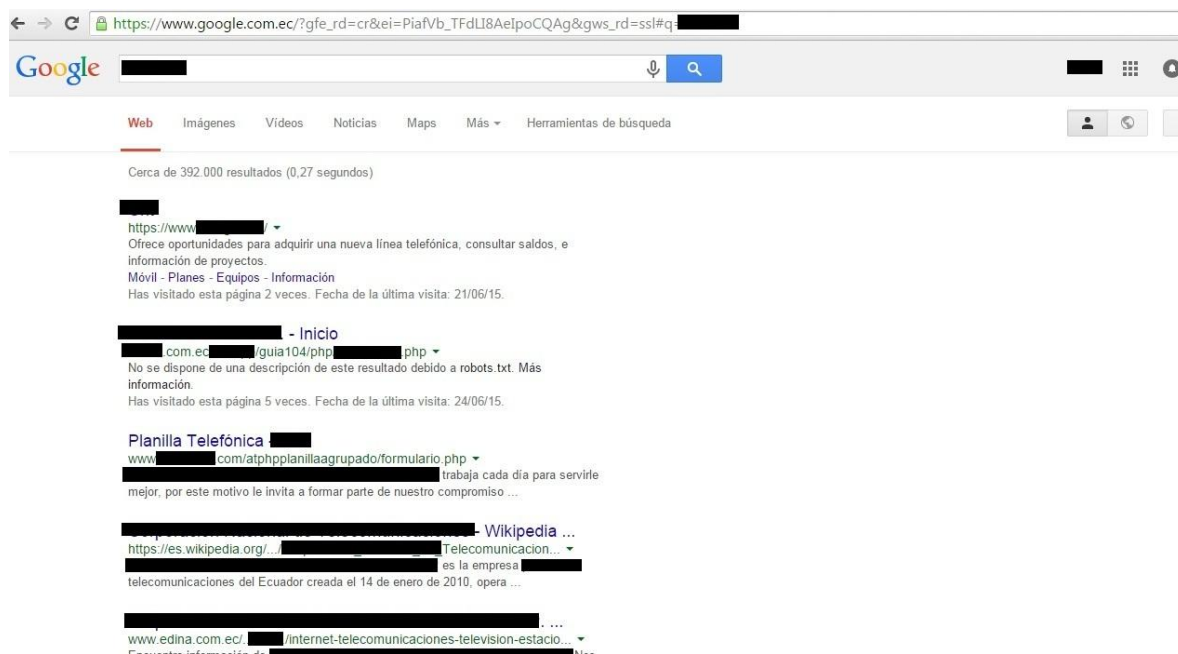 https://www.google.com.ec/?gfe_rd=cr&ei=PiafVb_TFdLI8AeIpoCQAg&gws_rd=ssl#q
Google
Web Imágenes Vídeos Noticias Maps Más Herramientas de búsqueda
Cerca de 392.000 resultados (0,27 segundos)
https://www /
Ofrece oportunidades para adquirir una nueva línea telefónica, consultar saldos, e
información de proyectos.
Móvil - Planes - Equipos - Información
Has visitado esta página 2 veces. Fecha de la última visita: 21/06/15.
- Inicio
.com.ec /guia104/php .php
No se dispone de una descripción de este resultado debido a robots.txt. Más
información.
Has visitado esta página 5 veces. Fecha de la última visita: 24/06/15.
Planilla Telefónica -
www .com/atphpplanillaagrupado/formulario.php
trabaja cada día para servirle
mejor, por este motivo le invita a formar parte de nuestro compromiso ...
- Wikipedia ...
https://es.wikipedia.org/.../ Telecomunicacion...
es la empresa
telecomunicaciones del Ecuador creada el 14 de enero de 2010, opera ...
. ...
www.edina.com.ec/. /internet-telecomunicaciones-television-estacio...
Encuentre información de